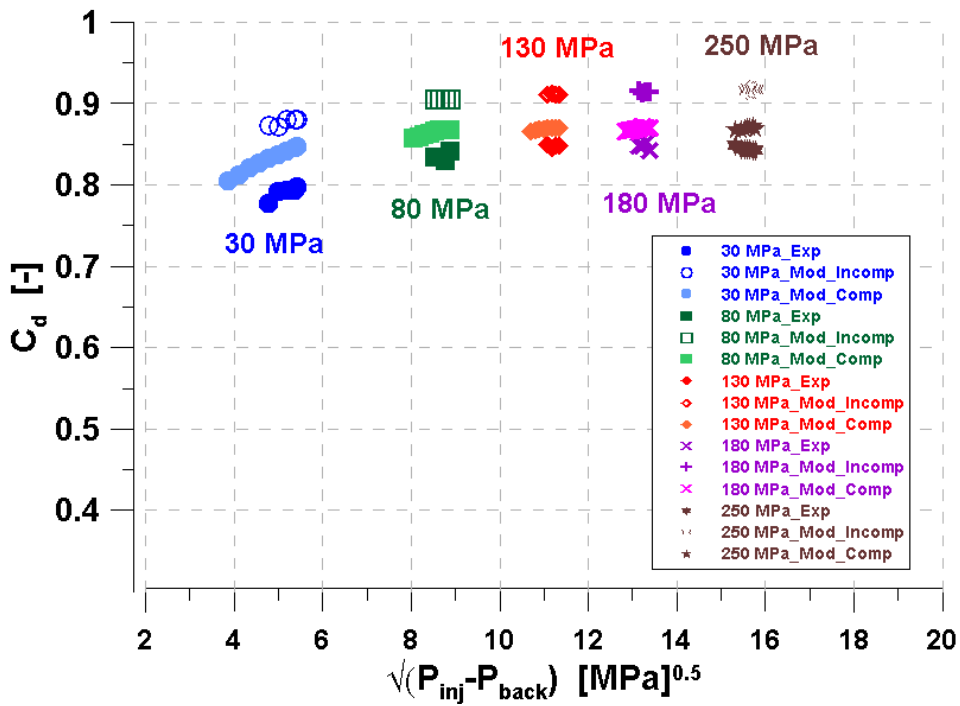 1
0.9
0.8
0.7
0.6
0.5
0.4
C_d [-]
130 MPa
250 MPa
30 MPa
80 MPa
180 MPa
30 MPa_Exp
30 MPa_Mod_Incomp
30 MPa_Mod_Comp
80 MPa_Exp
80 MPa_Mod_Incomp
80 MPa_Mod_Comp
130 MPa_Exp
130 MPa_Mod_Incomp
130 MPa_Mod_Comp
180 MPa_Exp
180 MPa_Mod_Incomp
180 MPa_Mod_Comp
250 MPa_Exp
250 MPa_Mod_Incomp
250 MPa_Mod_Comp
2 4 6 8 10 12 14 16 18 20
√(P_inj-P_back) [MPa]^0.5